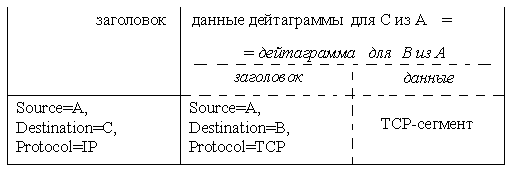 заголовок
данные дейтаграммы для С из А =
= дейтаграмма для В из А
заголовок
данные
Source=A,
Destination=C,
Protocol=IP
Source=A,
Destination=B,
Protocol=TCP
TCP-сегмент